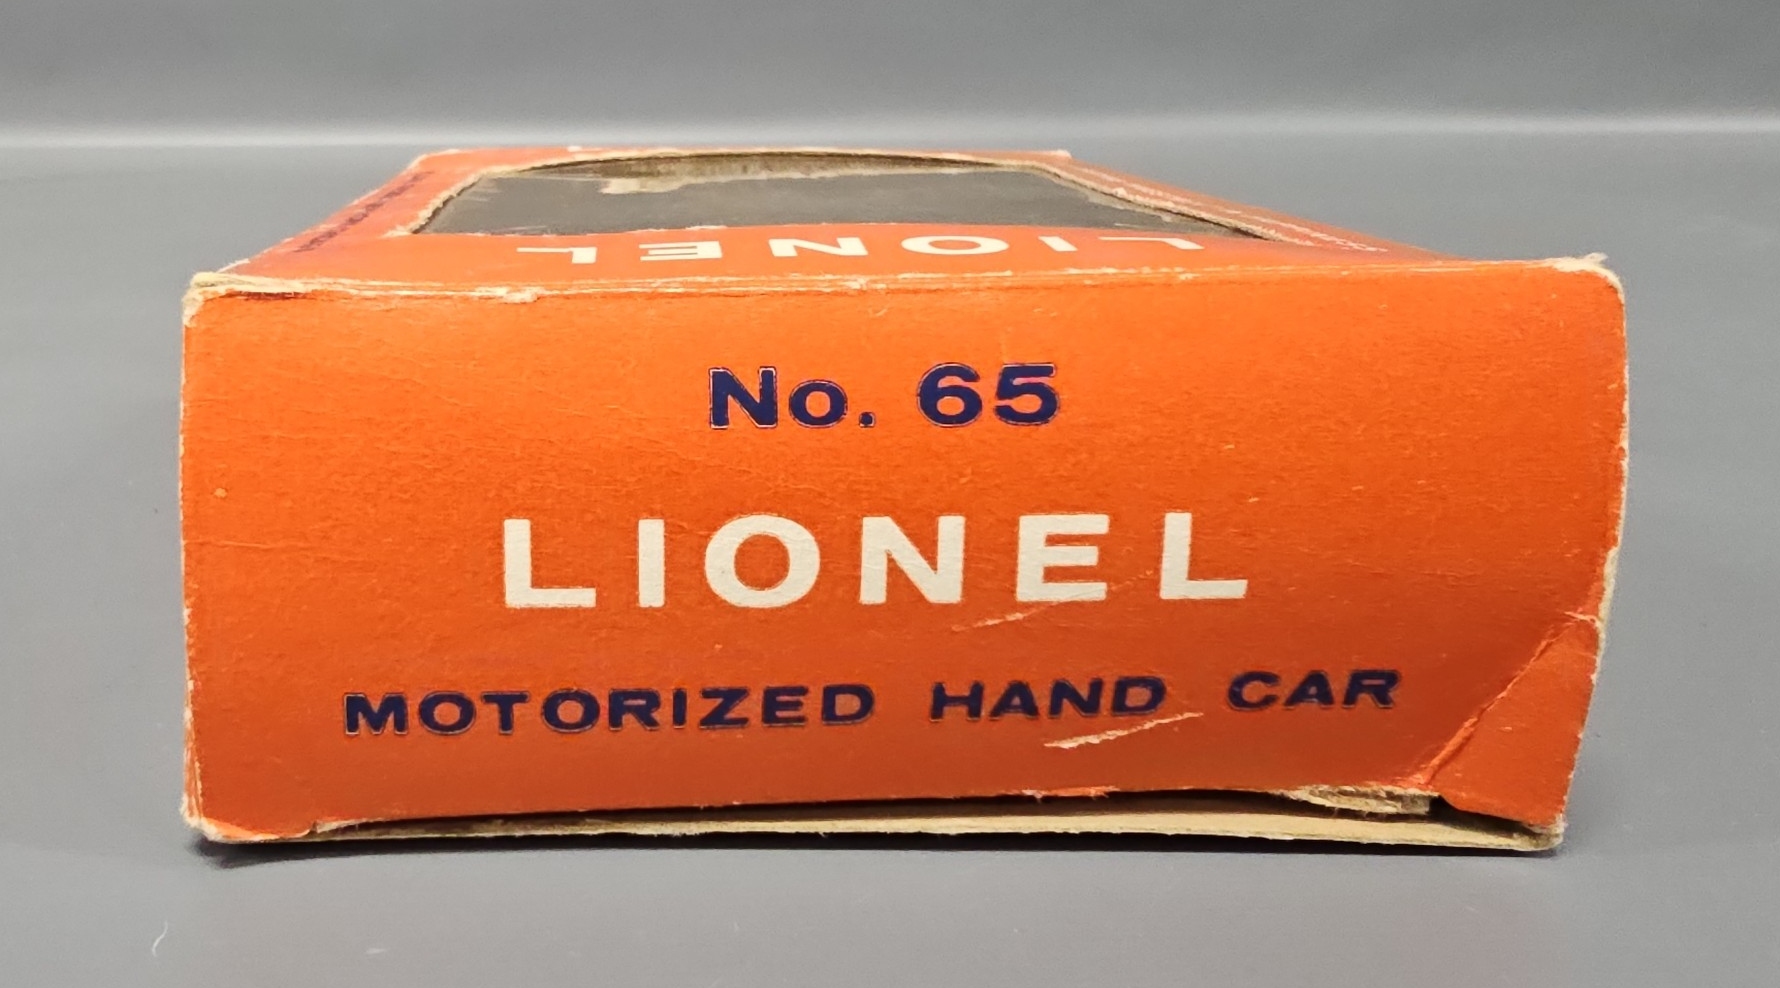 LIONEL
No. 65
LIONEL
MOTORIZED HAND CAR